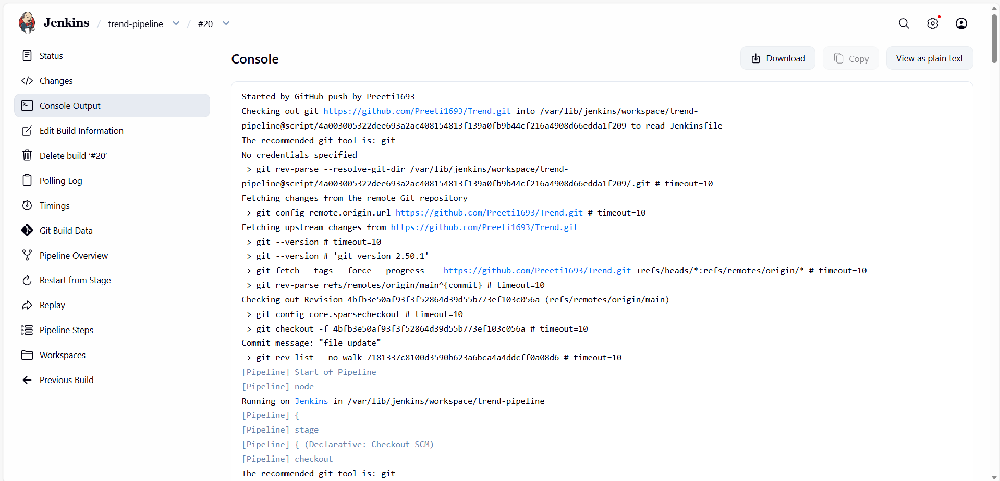 Jenkins / trend-pipeline / #20
Status
Changes
Console Output
Edit Build Information
Delete build ‘#20’
Polling Log
Timings
Git Build Data
Pipeline Overview
Restart from Stage
Replay
Pipeline Steps
Workspaces
Previous Build
Console
Download
Copy
View as plain text
Started by GitHub push by Preeti1693
Checking out git https://github.com/Preeti1693/Trend.git into /var/lib/jenkins/workspace/trend-
pipeline@script/4a003005322dee693a2ac408154813f139a0fb9b44cf216a4908d66edda1f209 to read Jenkinsfile
The recommended git tool is: git
No credentials specified
> git rev-parse --resolve-git-dir /var/lib/jenkins/workspace/trend-
pipeline@script/4a003005322dee693a2ac408154813f139a0fb9b44cf216a4908d66edda1f209/.git # timeout=10
Fetching changes from the remote Git repository
> git config remote.origin.url https://github.com/Preeti1693/Trend.git # timeout=10
Fetching upstream changes from https://github.com/Preeti1693/Trend.git
> git --version # timeout=10
> git --version # 'git version 2.50.1'
> git fetch --tags --force --progress -- https://github.com/Preeti1693/Trend.git +refs/heads/*:refs/remotes/origin/* # timeout=10
> git rev-parse refs/remotes/origin/main^{commit} # timeout=10
Checking out Revision 4bfb3e50af93f3f52864d39d55b773ef103c056a (refs/remotes/origin/main)
> git config core.sparsecheckout # timeout=10
> git checkout -f 4bfb3e50af93f3f52864d39d55b773ef103c056a # timeout=10
Commit message: "file update"
> git rev-list --no-walk 7181337c8100d3590b623a6bca4a4ddcff0a08d6 # timeout=10
[Pipeline] Start of Pipeline
[Pipeline] node
Running on Jenkins in /var/lib/jenkins/workspace/trend-pipeline
[Pipeline] {
[Pipeline] stage
[Pipeline] { (Declarative: Checkout SCM)
[Pipeline] checkout
The recommended git tool is: git